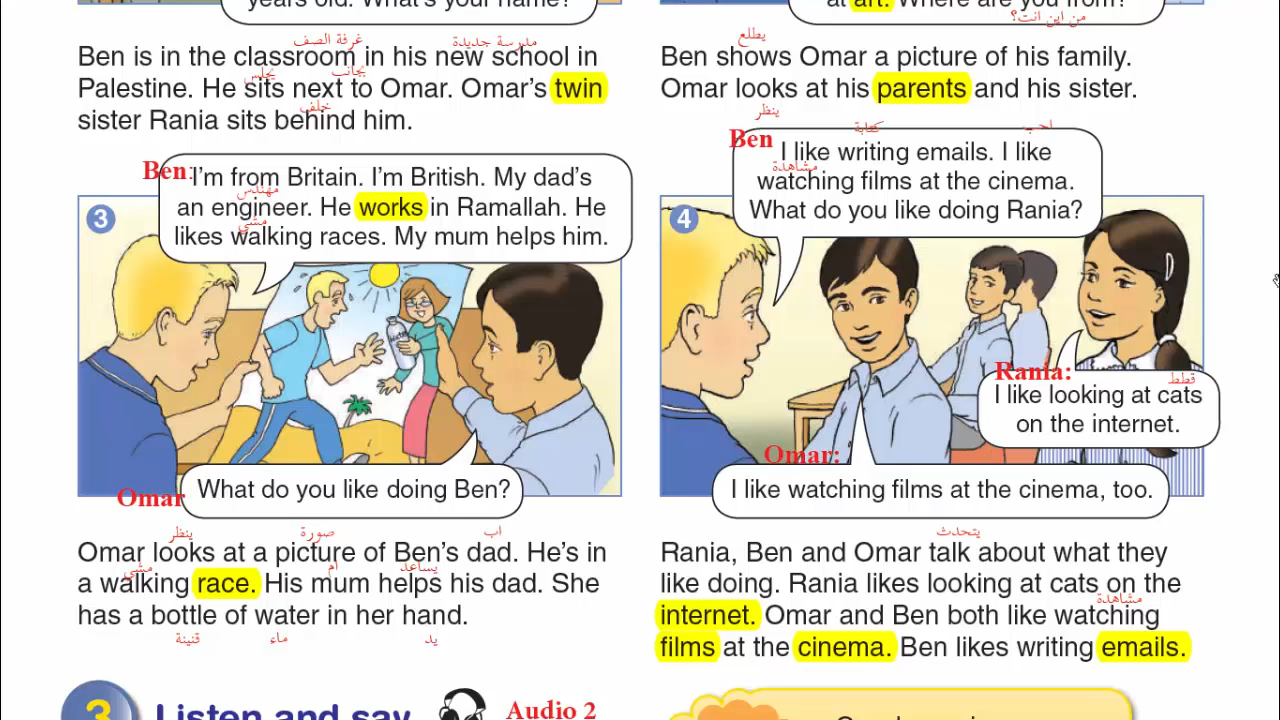 years old. What's your name?
at art. Where are you from?
من اين انت؟
غرفة الصف
مدرسة جديدة
Ben is in the classroom in his new school in
يجلس
بجانب
Palestine. He sits next to Omar. Omar's twin
خلف
sister Rania sits behind him.
يطلع
Ben shows Omar a picture of his family.
Omar looks at his parents and his sister.
ينظر
Ben:
I'm from Britain. I'm British. My dad's
مهندس
an engineer. He works in Ramallah. He
مشي
likes walking races. My mum helps him.
3
Omar
What do you like doing Ben?
ينظر
صورة
اب
Omar looks at a picture of Ben's dad. He's in
مشي
ام
يساعد
a walking race. His mum helps his dad. She
has a bottle of water in her hand.
قنينة
ماء
يد
Ben
كتابة
احب
I like writing emails. I like
مشاهدة
watching films at the cinema.
What do you like doing Rania?
4
Rania:
قطط
I like looking at cats
on the internet.
Omar:
I like watching films at the cinema, too.
يتحدث
Rania, Ben and Omar talk about what they
like doing. Rania likes looking at cats on the
مشاهدة
internet. Omar and Ben both like watching
films at the cinema. Ben likes writing emails.
3
Listen and say
Audio 2